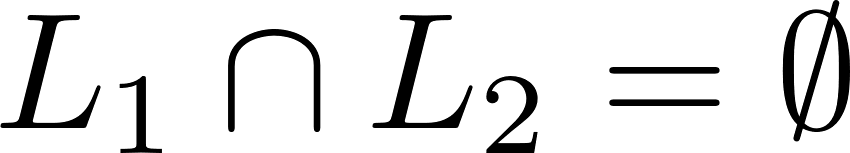 L₁ ∩ L₂ = ∅